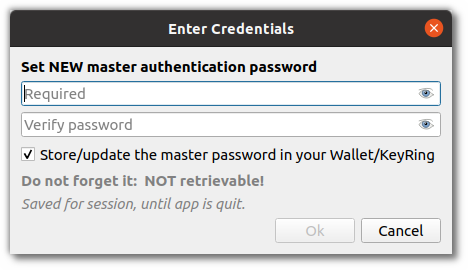 Enter Credentials
Set NEW master authentication password
Required
Verify password
Store/update the master password in your Wallet/KeyRing
Do not forget it:  NOT retrievable!
Saved for session, until app is quit.
Ok
Cancel